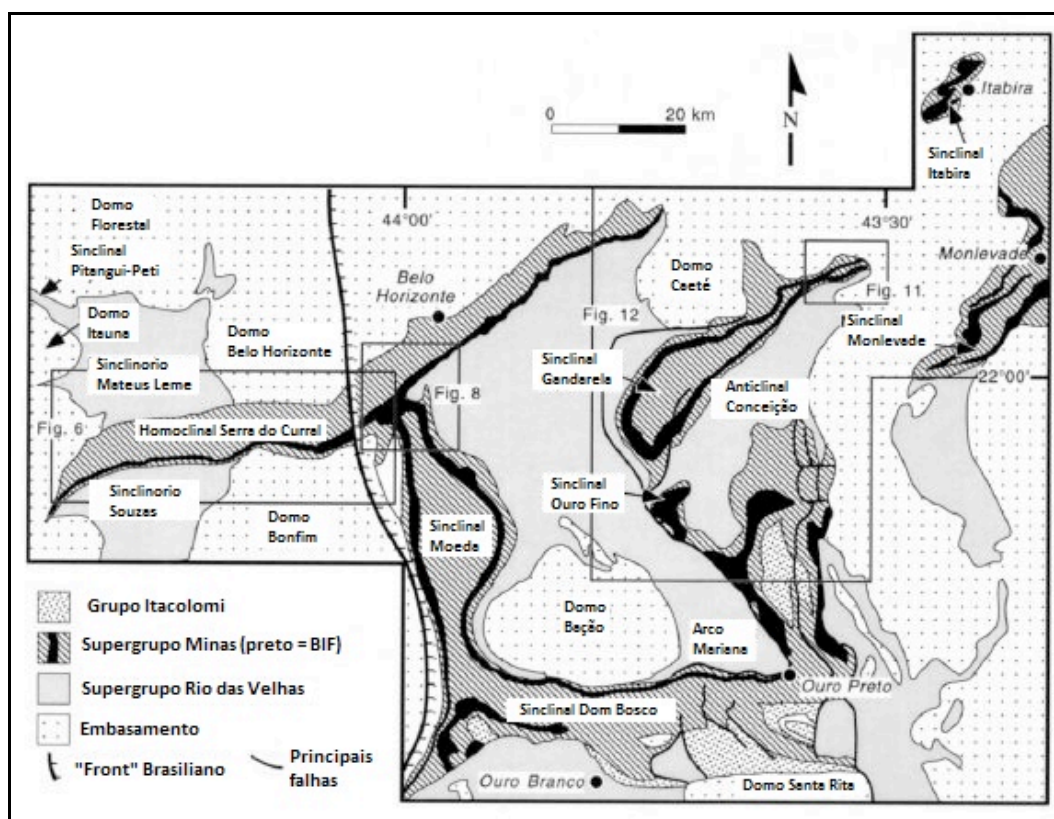 Itabira
0 20 km
N
Sinclinal
Itabira
44°00'
43°30'
Domo
Florestal
Sinclinal
Pitangui-Peti
Monlevade
Belo
Horizonte
Domo
Caeté
Fig. 11
Domo
Itauna
Fig. 12
Domo
Belo Horizonte
Sinclinal
Monlevade
Sinclinorio
Mateus Leme
Sinclinal
Gandarela
22°00'
Fig. 8
Anticlinal
Conceição
Fig. 6
Homoclinal Serra do Curral
Sinclinorio
Souzas
Sinclinal
Ouro Fino
Domo
Bonfim
Sinclinal
Moeda
Grupo Itacolomi
Domo
Bação
Arco
Mariana
Supergrupo Minas (preto = BIF)
Supergrupo Rio das Velhas
Ouro Preto
Sinclinal Dom Bosco
Embasamento
"Front" Brasiliano
Principais
falhas
Ouro Branco
Domo Santa Rita